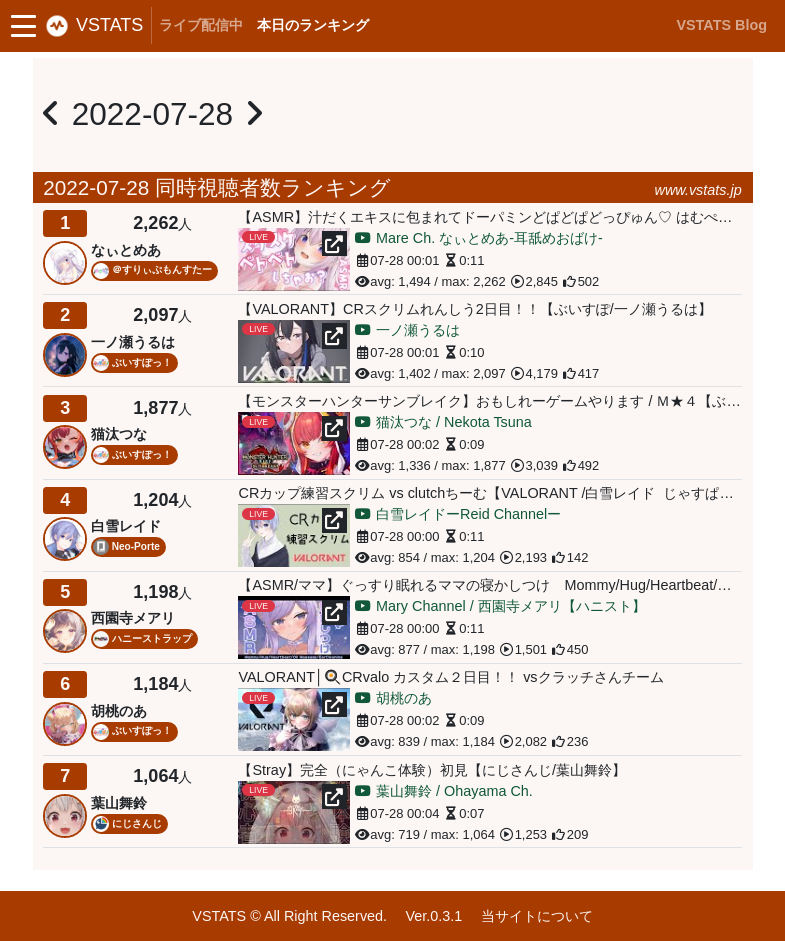 VSTATS ライブ配信中 本日のランキング VSTATS Blog
2022-07-28
2022-07-28 同時視聴者数ランキング www.vstats.jp
1 2,262人
なぃとめあ
＠すりぃぷもんすたー
【ASMR】汁だくエキスに包まれてドーパミンどぱどぱどっぴゅん♡ はむぺ…
LIVE
Mare Ch. なぃとめあ-耳舐めおばけ-
07-28 00:01 0:11
avg: 1,494 / max: 2,262 2,845 502
2 2,097人
一ノ瀬うるは
ぶいすぽっ！
【VALORANT】CRスクリムれんしう2日目！！【ぶいすぽ/一ノ瀬うるは】
LIVE
VALORANT
一ノ瀬うるは
07-28 00:01 0:10
avg: 1,402 / max: 2,097 4,179 417
3 1,877人
猫汰つな
ぶいすぽっ！
【モンスターハンターサンブレイク】おもしれーゲームやります / Ｍ★４【ぶ…
LIVE
猫汰つな / Nekota Tsuna
07-28 00:02 0:09
avg: 1,336 / max: 1,877 3,039 492
4 1,204人
白雪レイド
Neo-Porte
CRカップ練習スクリム vs clutchちーむ【VALORANT /白雪レイド じゃすぱ…
LIVE
CRカ
練習スクリム
VALORANT
白雪レイドーReid Channelー
07-28 00:00 0:11
avg: 854 / max: 1,204 2,193 142
5 1,198人
西園寺メアリ
ハニーストラップ
【ASMR/ママ】ぐっすり眠れるママの寝かしつけ　Mommy/Hug/Heartbeat/…
LIVE
Mary Channel / 西園寺メアリ【ハニスト】
07-28 00:00 0:11
avg: 877 / max: 1,198 1,501 450
6 1,184人
胡桃のあ
ぶいすぽっ！
VALORANT│🍳CRvalo カスタム２日目！！ vsクラッチさんチーム
LIVE
VALORANT
胡桃のあ
07-28 00:02 0:09
avg: 839 / max: 1,184 2,082 236
7 1,064人
葉山舞鈴
にじさんじ
【Stray】完全（にゃんこ体験）初見【にじさんじ/葉山舞鈴】
LIVE
葉山舞鈴 / Ohayama Ch.
07-28 00:04 0:07
avg: 719 / max: 1,064 1,253 209
VSTATS © All Right Reserved. Ver.0.3.1 当サイトについて